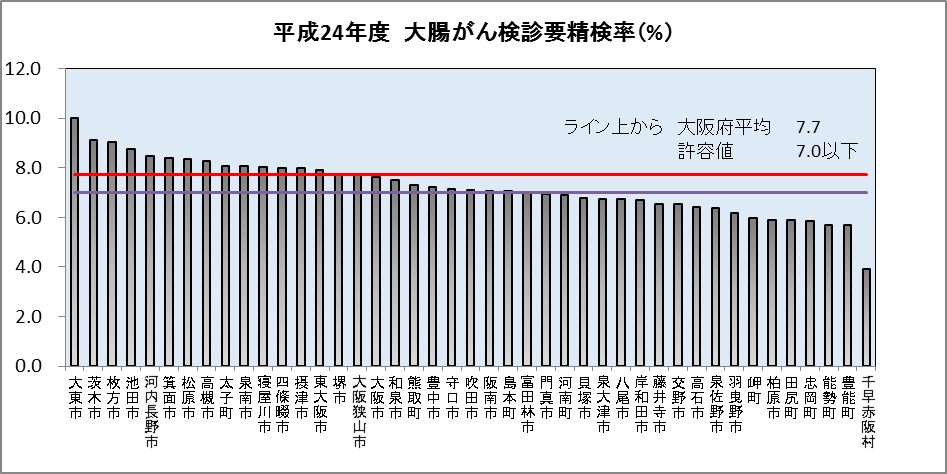 平成24年度 大腸がん検診要精検率(%)
12.0
10.0
8.0
6.0
4.0
2.0
0.0
ライン上から 大阪府平均 7.7
許容値 7.0以下
大東市
茨木市
枚方市
池田市
河内長野市
箕面市
松原市
高槻市
太子町
泉南市
寝屋川市
四條畷市
摂津市
東大阪市
堺市
大阪狭山市
大阪市
和泉市
熊取町
豊中市
守口市
吹田市
阪南市
島本町
富田林市
門真市
河南町
貝塚市
泉大津市
八尾市
岸和田市
藤井寺市
交野市
高石市
泉佐野市
羽曳野市
岬町
柏原市
田尻町
忠岡町
能勢町
豊能町
千早赤阪村